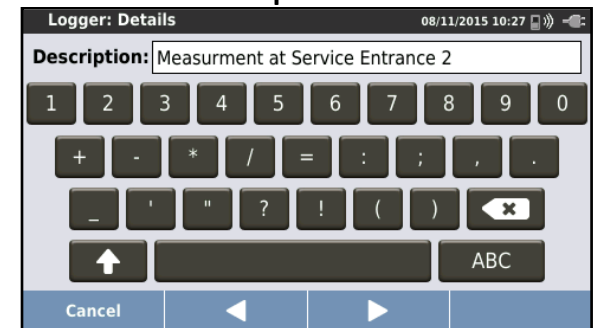 Logger: Details 08/11/2015 10:27
Description: Measurment at Service Entrance 2
1 2 3 4 5 6 7 8 9 0
+ - * / = : ; , .
_ ' " ? ! ( )
ABC
Cancel